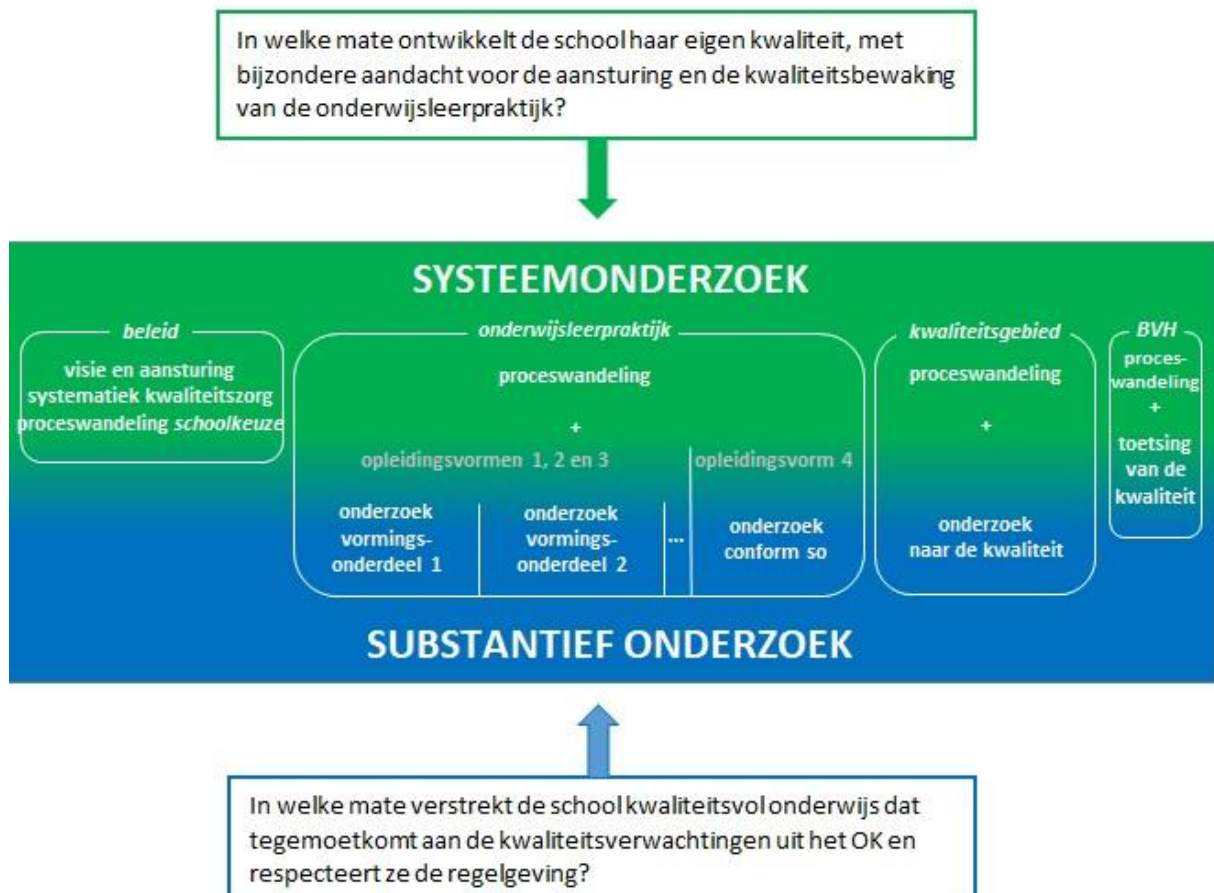 In welke mate ontwikkelt de school haar eigen kwaliteit, met
bijzondere aandacht voor de aansturing en de kwaliteitsbewaking
van de onderwijsleerpraktijk?
SYSTEEMONDERZOEK
beleid
visie en aansturing
systematiek kwaliteitszorg
proceswandeling schoolkeuze
onderwijsleerpraktijk
proceswandeling
+
opleidingsvormen 1, 2 en 3
onderzoek
vormings-
onderdeel 1
onderzoek
vormings-
onderdeel 2
...
opleidingsvorm 4
onderzoek
conform so
kwaliteitsgebied
proceswandeling
+
onderzoek
naar de kwaliteit
BVH
proces-
wandeling
+
toetsing
van de
kwaliteit
SUBSTANTIEF ONDERZOEK
In welke mate verstrekt de school kwaliteitsvol onderwijs dat
tegemoetkomt aan de kwaliteitsverwachtingen uit het OK en
respecteert ze de regelgeving?